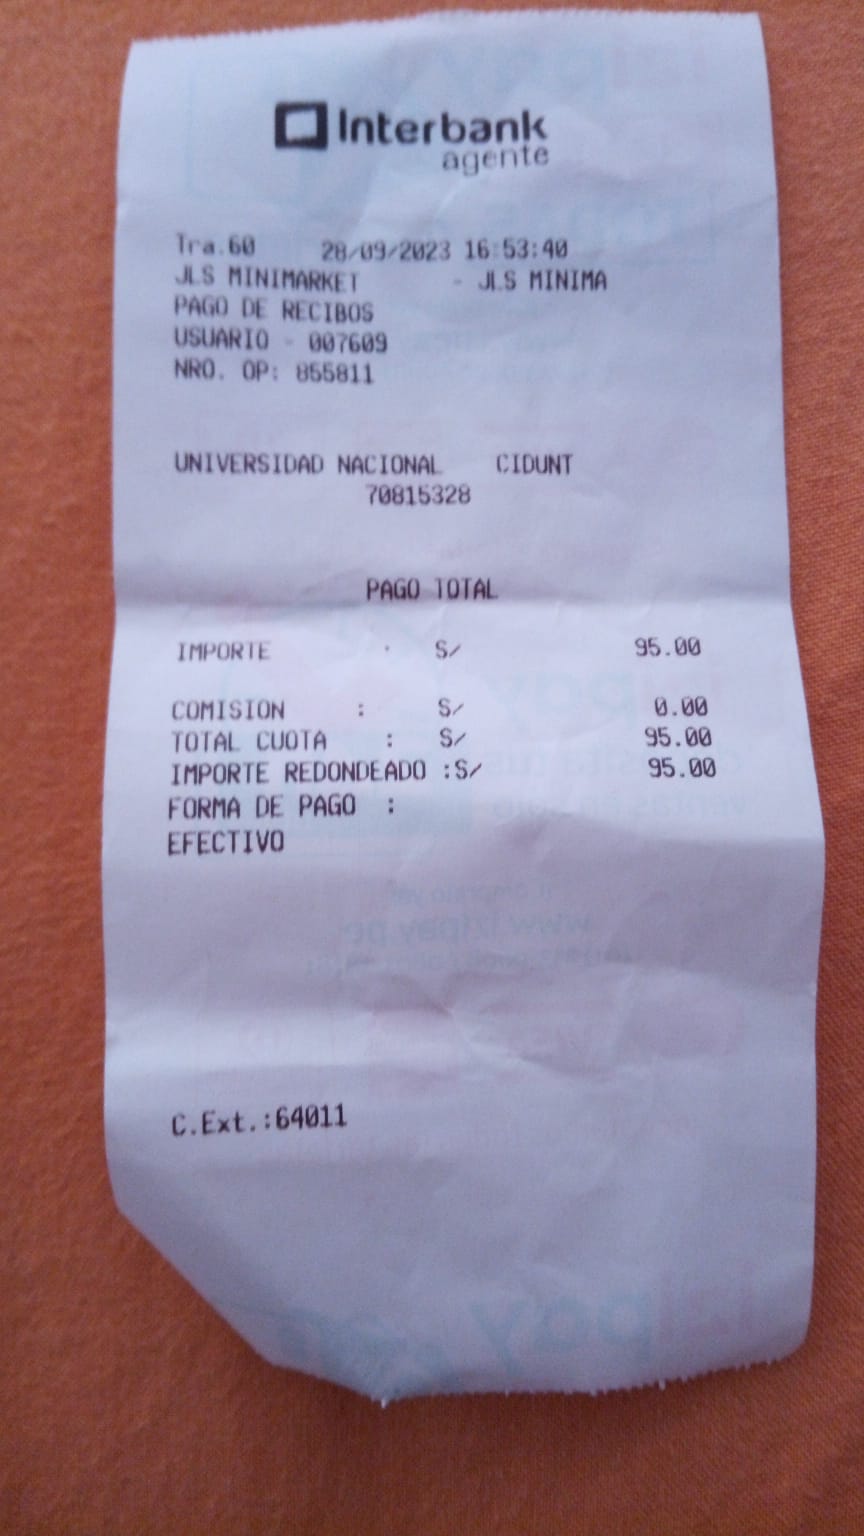 Interbank
agente
Tra.60 28/09/2023 16:53:40
JLS MINIMARKET - JLS MINIMA
PAGO DE RECIBOS
USUARIO - 007609
NRO. OP: 855811
UNIVERSIDAD NACIONAL CIDUNT
70815328
PAGO TOTAL
IMPORTE : S/ 95.00
COMISION : S/ 0.00
TOTAL CUOTA : S/ 95.00
IMPORTE REDONDEADO :S/ 95.00
FORMA DE PAGO :
EFECTIVO
C.Ext.:64011